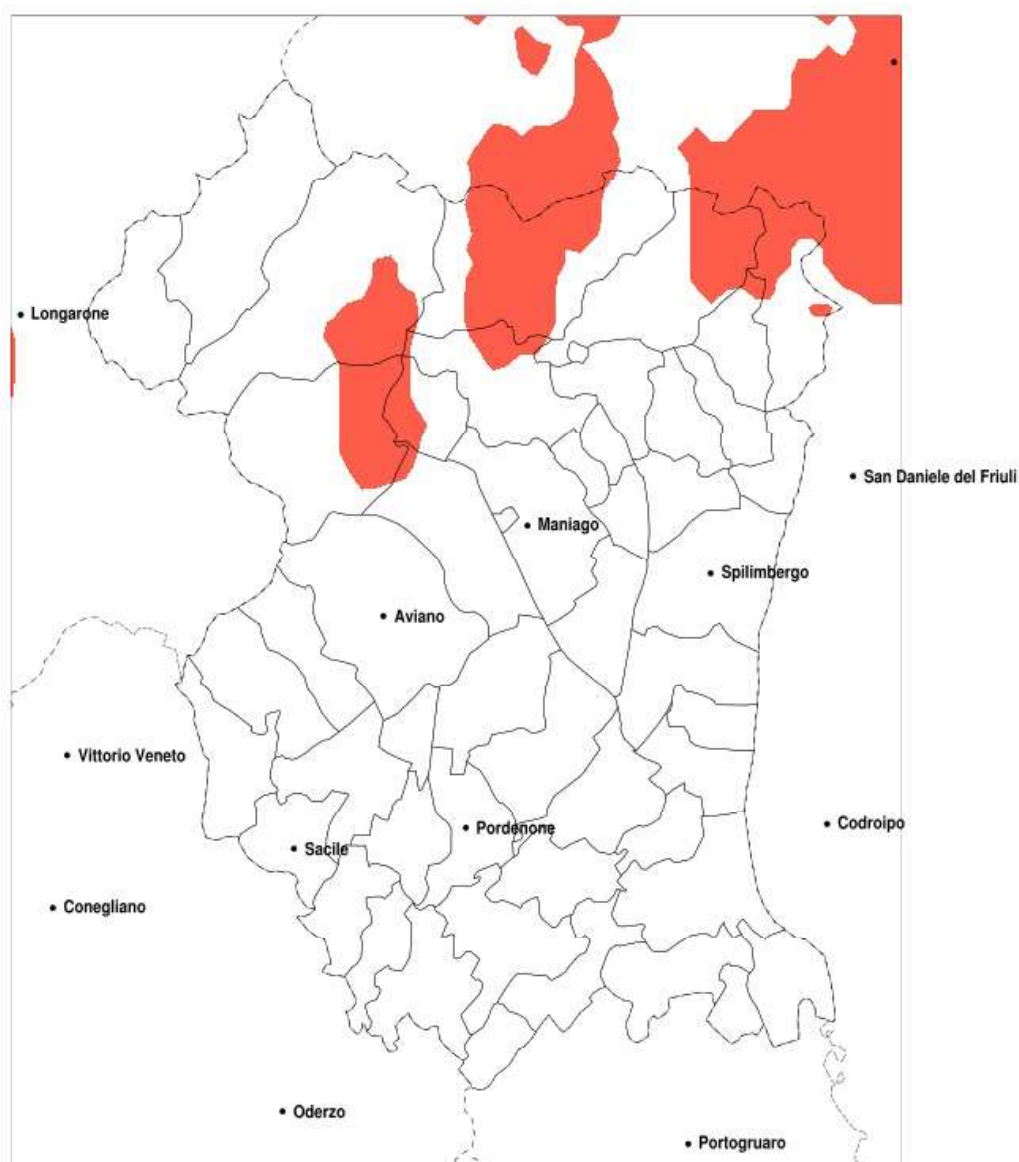 Longarone
San Daniele del Friuli
Maniago
Spilimbergo
Aviano
Vittorio Veneto
Codroipo
Pordenone
Sacile
Conegliano
Oderzo
Portogruaro